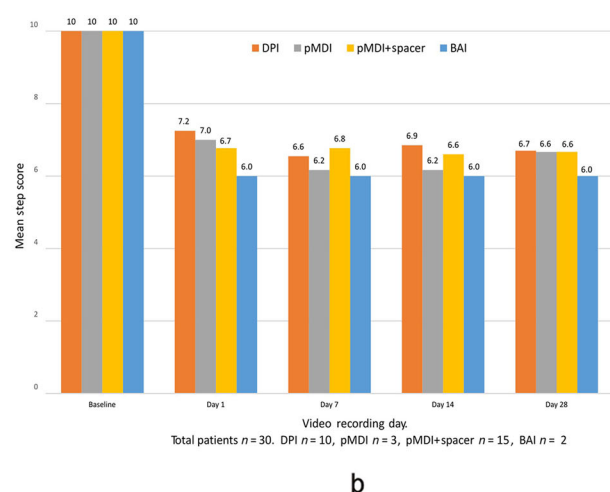 10 10 10 10
10
DPI pMDI pMDI+spacer BAI
8
7.2 7.0 6.7 6.0 6.6 6.2 6.8 6.0 6.9 6.2 6.6 6.0 6.7 6.6 6.6 6.0
6
Mean step score
4
2
0
Baseline Day 1 Day 7 Day 14 Day 28
Video recording day.
Total patients n = 30. DPI n = 10, pMDI n = 3, pMDI+spacer n = 15, BAI n = 2
b